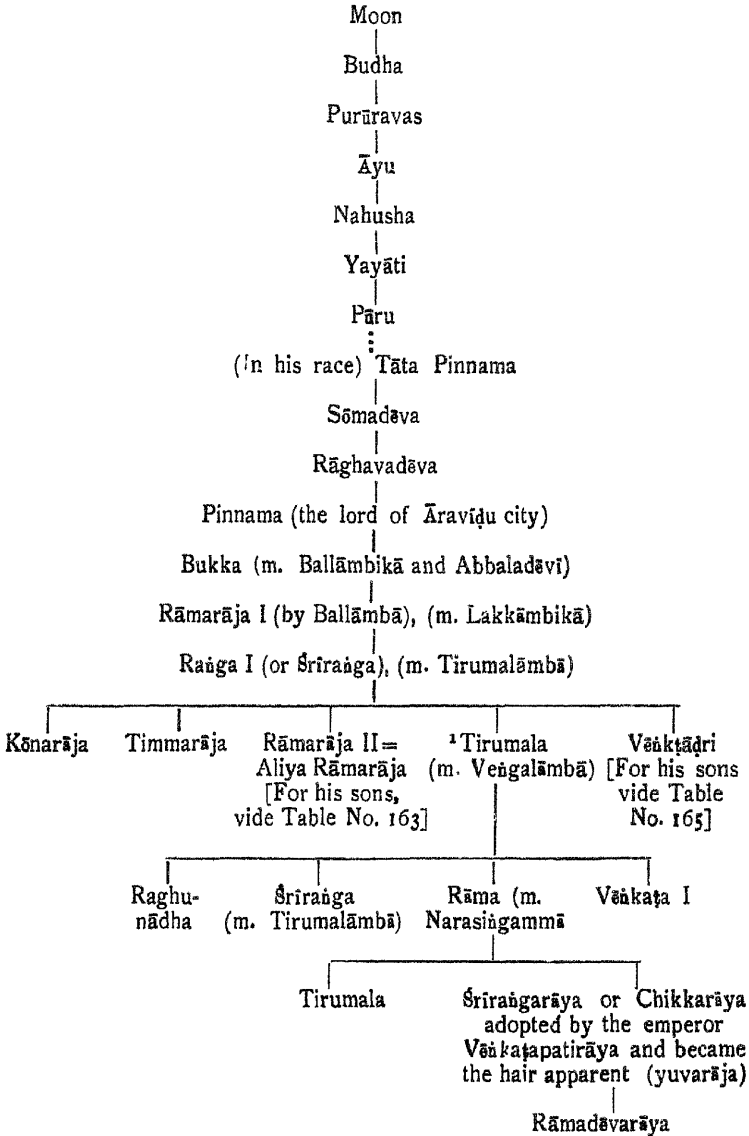 Moon
Budha
Purūravas
Āyu
Nahusha
Yayāti
Pāru
(In his race) Tāta Pinnama
Sōmadēva
Rāghavadēva
Pinnama (the lord of Āravīḍu city)
Bukka (m. Ballāmbikā and Abbaladēvī)
Rāmarāja I (by Ballāmbā), (m. Lakkāmbikā)
Raṅga I (or Śrīraṅga), (m. Tirumalāmbā)
Kōnarāja Timmarāja Rāmarāja II= ¹Tirumala Vēṅkṭādri
Aliya Rāmarāja (m. Veṅgalāmbā) [For his sons
[For his sons, vide Table
vide Table No. 163] No. 165]
Raghu- Śrīraṅga Rāma (m. Vēṅkaṭa I
nādha (m. Tirumalāmbā) Narasiṅgammā
Tirumala Śrīraṅgarāya or Chikkarāya
adopted by the emperor
Vēṅkaṭapatirāya and became
the hair apparent (yuvarāja)
Rāmadēvarāya